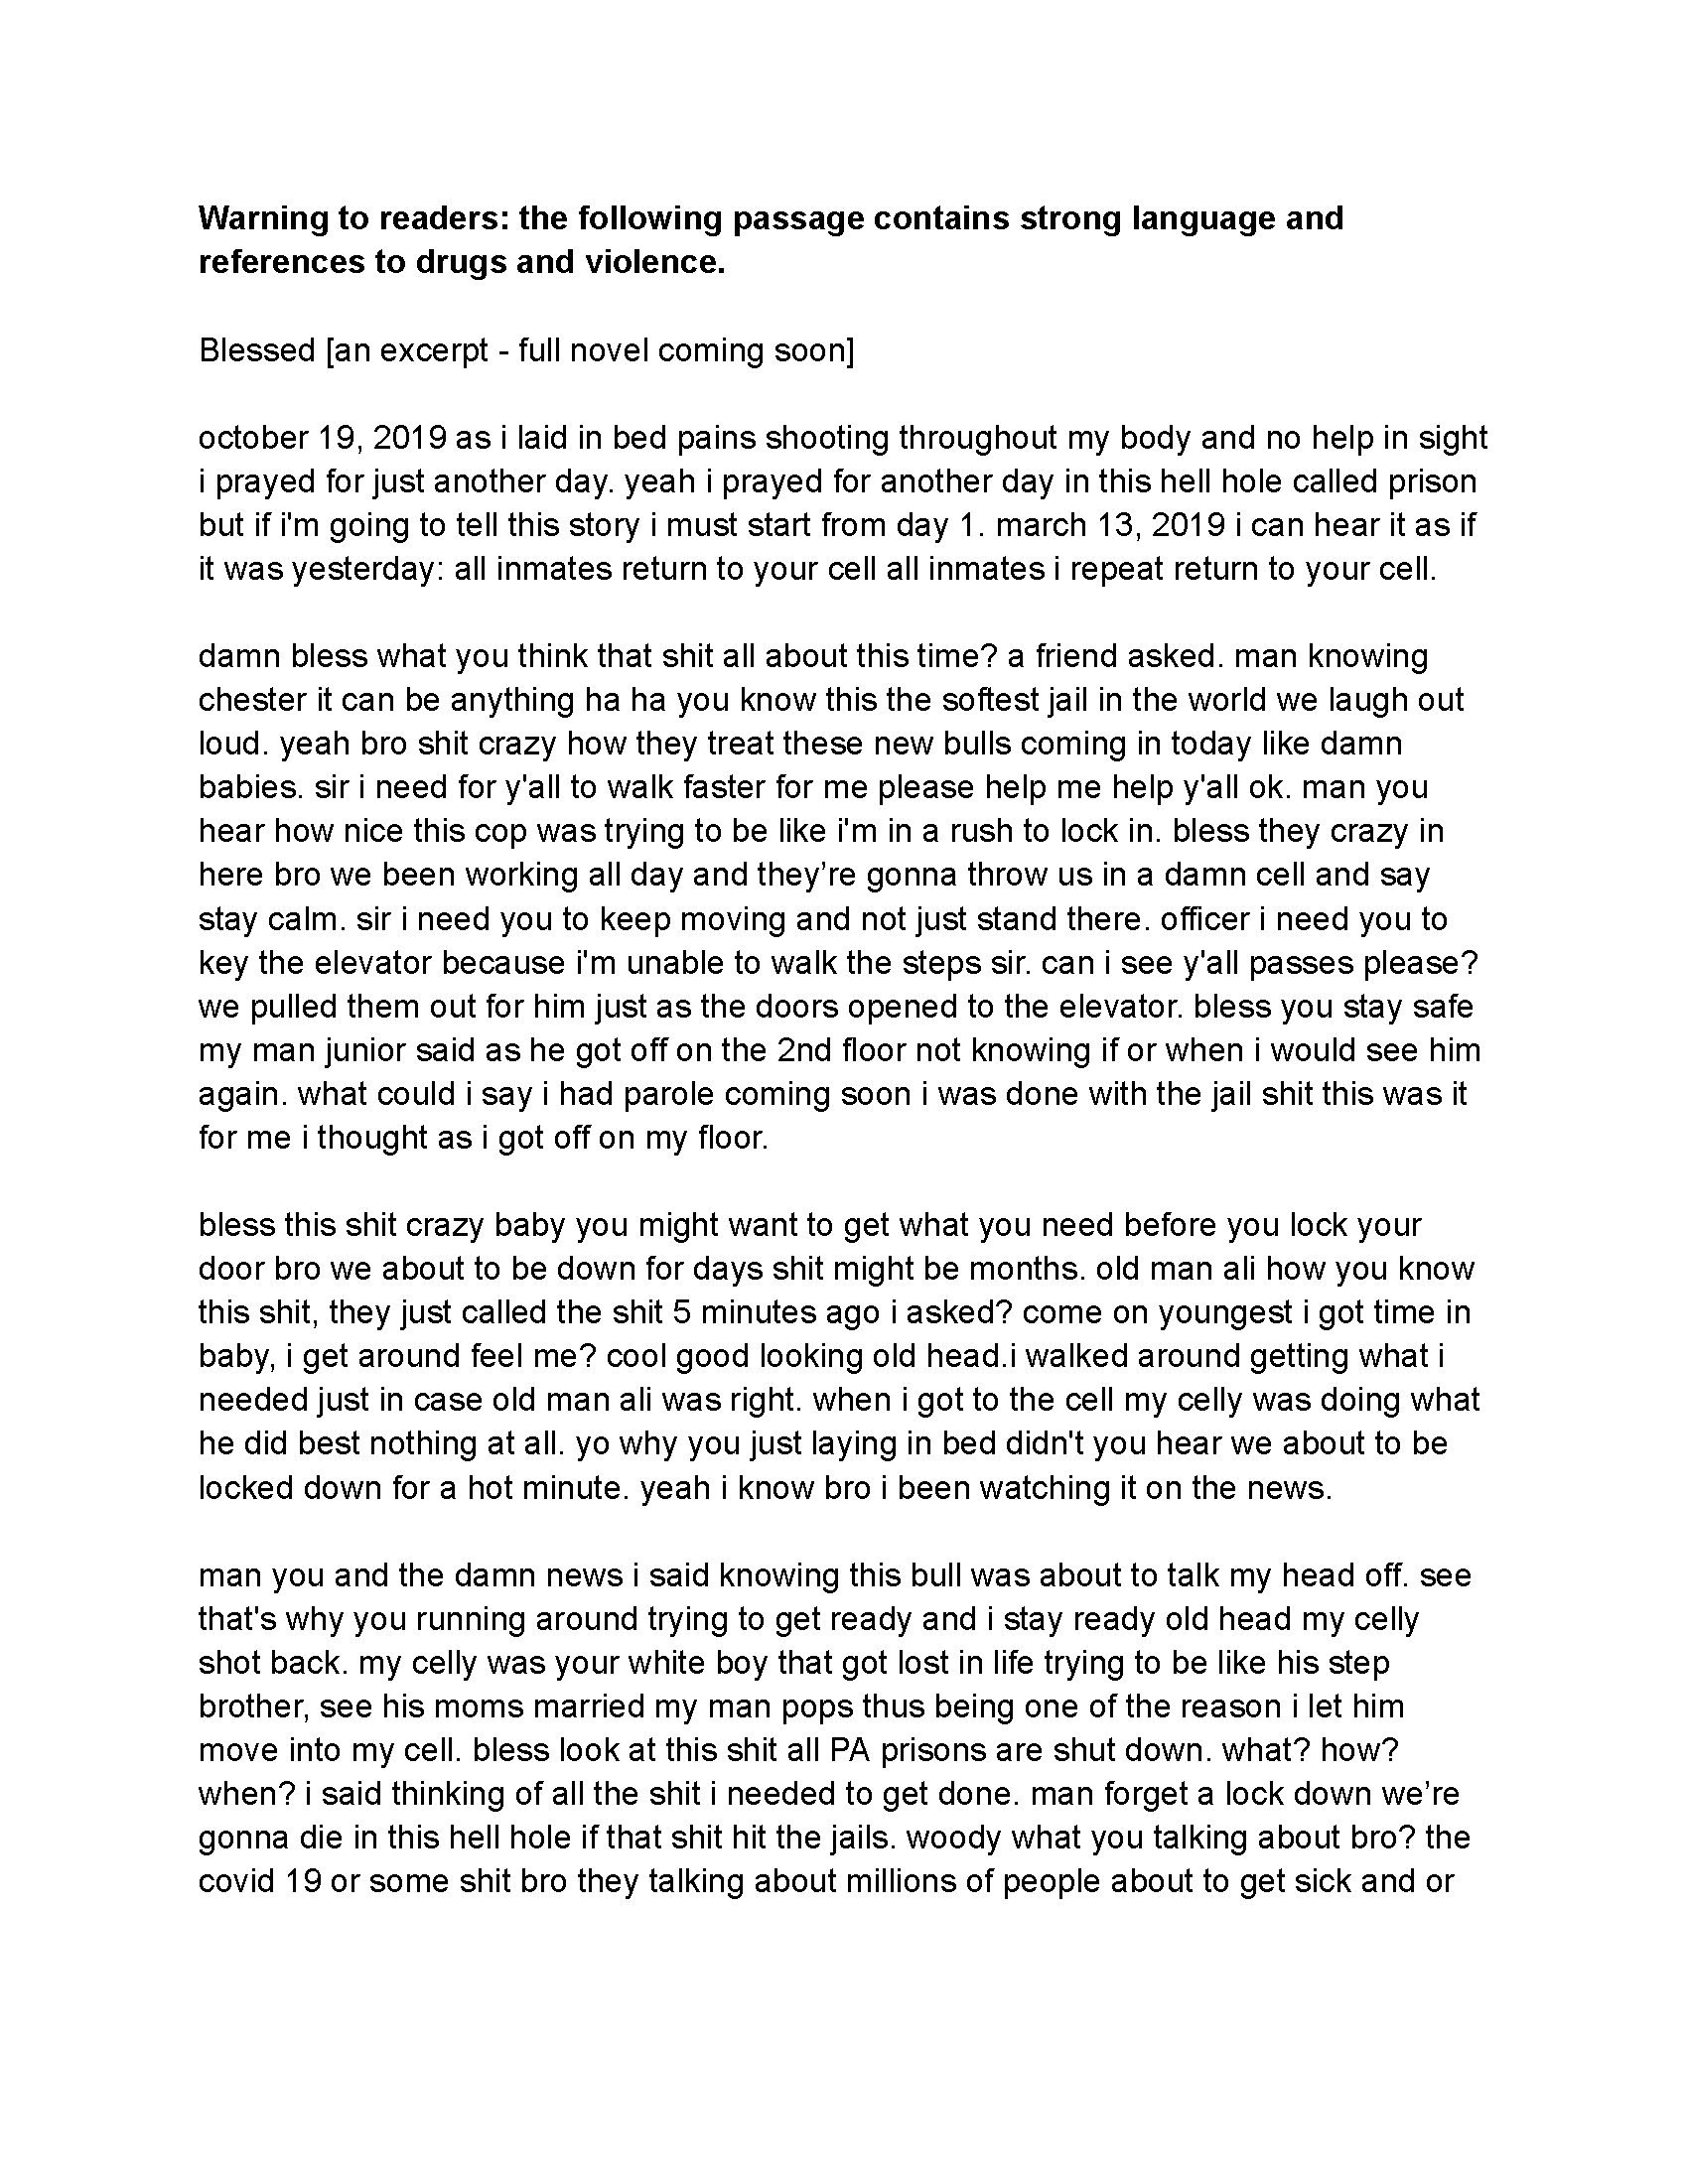 Warning to readers: the following passage contains strong language and
references to drugs and violence.
Blessed [an excerpt - full novel coming soon]
october 19, 2019 as i laid in bed pains shooting throughout my body and no help in sight
i prayed for just another day. yeah i prayed for another day in this hell hole called prison
but if i'm going to tell this story i must start from day 1. march 13, 2019 i can hear it as if
it was yesterday: all inmates return to your cell all inmates i repeat return to your cell.
damn bless what you think that shit all about this time? a friend asked. man knowing
chester it can be anything ha ha you know this the softest jail in the world we laugh out
loud. yeah bro shit crazy how they treat these new bulls coming in today like damn
babies. sir i need for y'all to walk faster for me please help me help y'all ok. man you
hear how nice this cop was trying to be like i'm in a rush to lock in. bless they crazy in
here bro we been working all day and they’re gonna throw us in a damn cell and say
stay calm. sir i need you to keep moving and not just stand there. officer i need you to
key the elevator because i'm unable to walk the steps sir. can i see y'all passes please?
we pulled them out for him just as the doors opened to the elevator. bless you stay safe
my man junior said as he got off on the 2nd floor not knowing if or when i would see him
again. what could i say i had parole coming soon i was done with the jail shit this was it
for me i thought as i got off on my floor.
bless this shit crazy baby you might want to get what you need before you lock your
door bro we about to be down for days shit might be months. old man ali how you know
this shit, they just called the shit 5 minutes ago i asked? come on youngest i got time in
baby, i get around feel me? cool good looking old head.i walked around getting what i
needed just in case old man ali was right. when i got to the cell my celly was doing what
he did best nothing at all. yo why you just laying in bed didn't you hear we about to be
locked down for a hot minute. yeah i know bro i been watching it on the news.
man you and the damn news i said knowing this bull was about to talk my head off. see
that's why you running around trying to get ready and i stay ready old head my celly
shot back. my celly was your white boy that got lost in life trying to be like his step
brother, see his moms married my man pops thus being one of the reason i let him
move into my cell. bless look at this shit all PA prisons are shut down. what? how?
when? i said thinking of all the shit i needed to get done. man forget a lock down we’re
gonna die in this hell hole if that shit hit the jails. woody what you talking about bro? the
covid 19 or some shit bro they talking about millions of people about to get sick and or